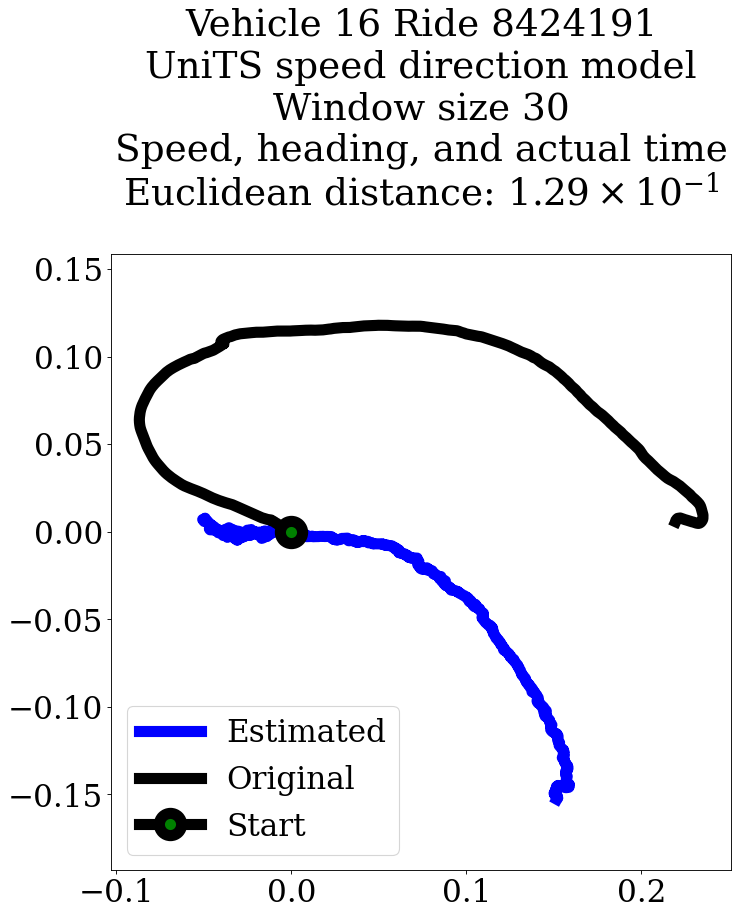 Vehicle 16 Ride 8424191
UniTS speed direction model
Window size 30
Speed, heading, and actual time
Euclidean distance: 1.29 × 10⁻¹
0.15
0.10
0.05
0.00
−0.05
−0.10
−0.15
Estimated
Original
Start
−0.1
0.0
0.1
0.2